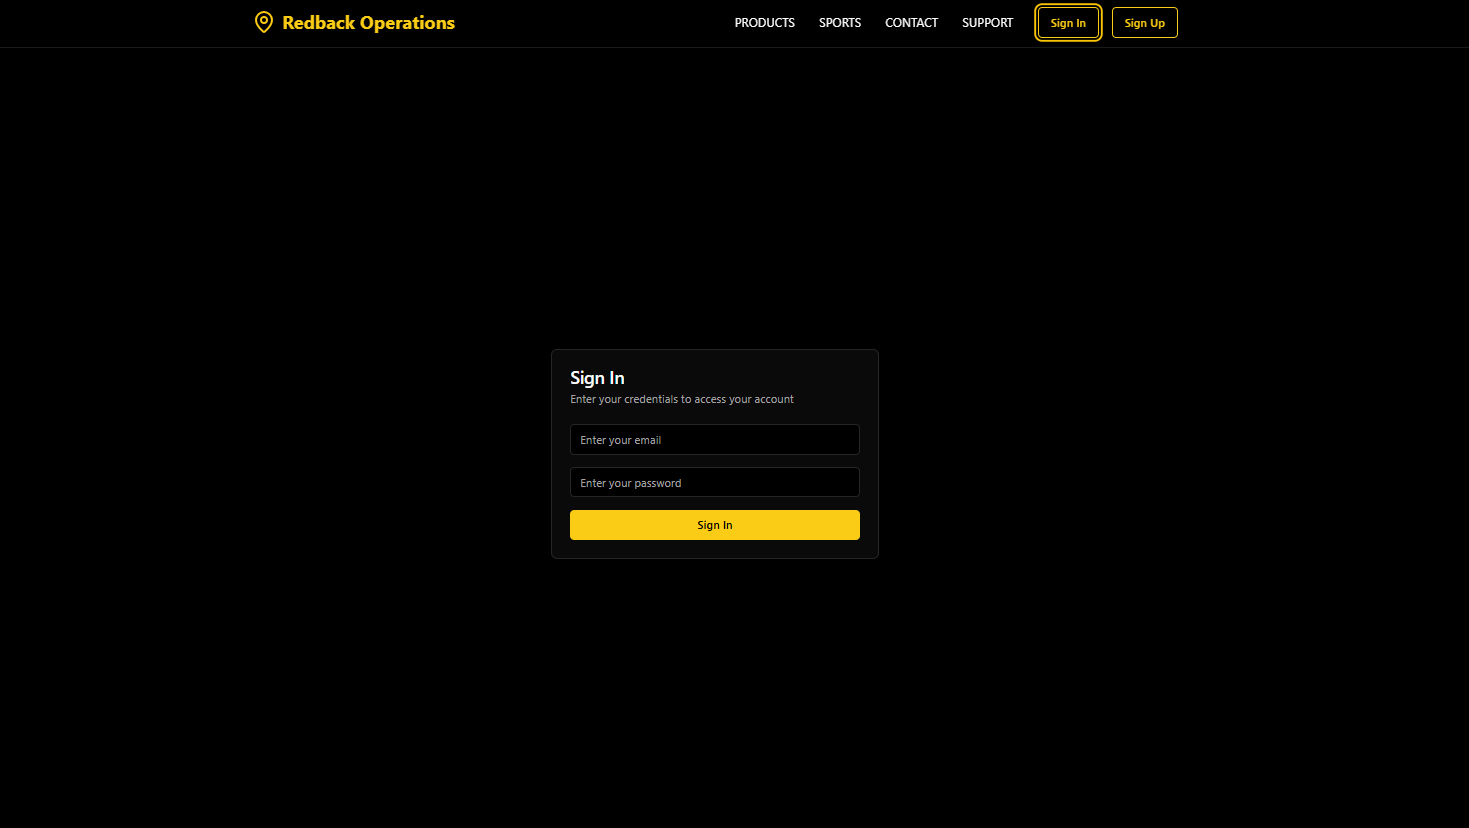 Redback Operations
PRODUCTS SPORTS CONTACT SUPPORT Sign In Sign Up
Sign In
Enter your credentials to access your account
Enter your email
Enter your password
Sign In